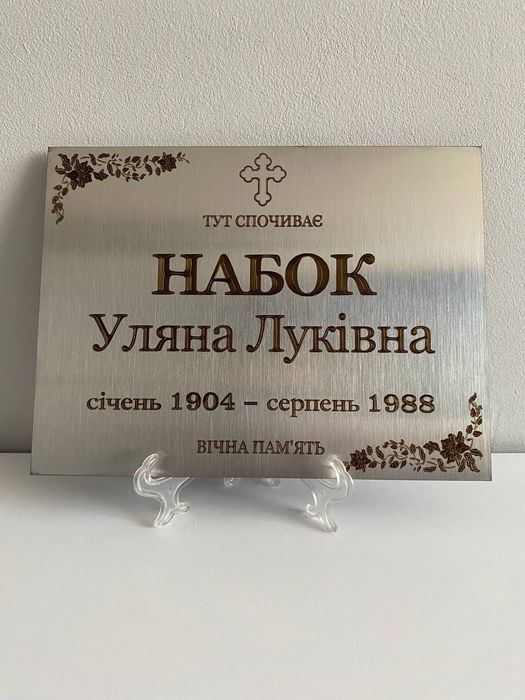 ТУТ СПОЧИВАЄ
НАБОК
Уляна Луківна
січень 1904 – серпень 1988
ВІЧНА ПАМ'ЯТЬ